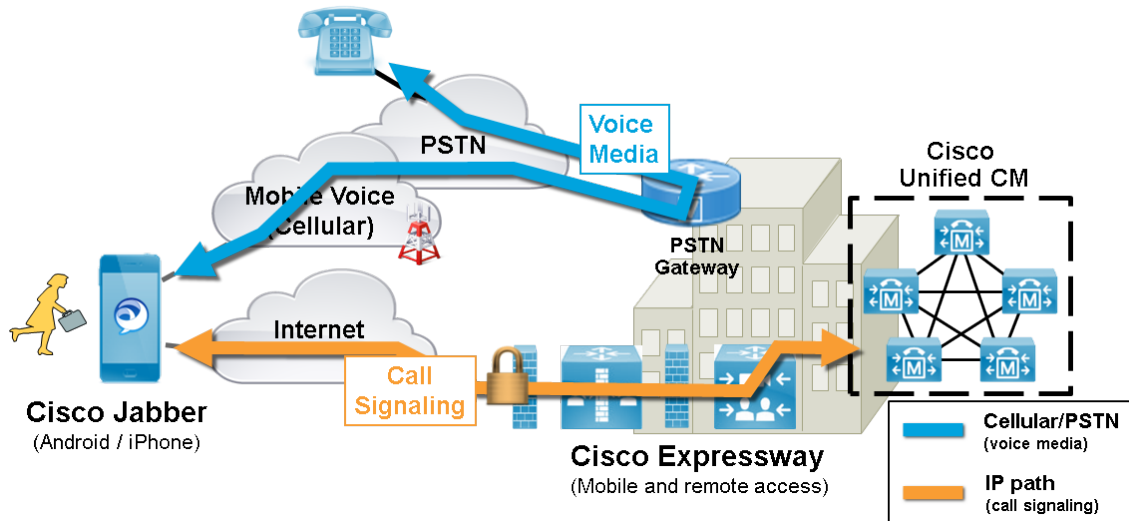 Voice
Media
PSTN
Cisco
Unified CM
Mobile Voice
(Cellular)
PSTN
Gateway
M
M
M
M
M
Internet
Call
Signaling
Cisco Jabber
(Android / iPhone)
Cisco Expressway
(Mobile and remote access)
Cellular/PSTN
(voice media)
IP path
(call signaling)